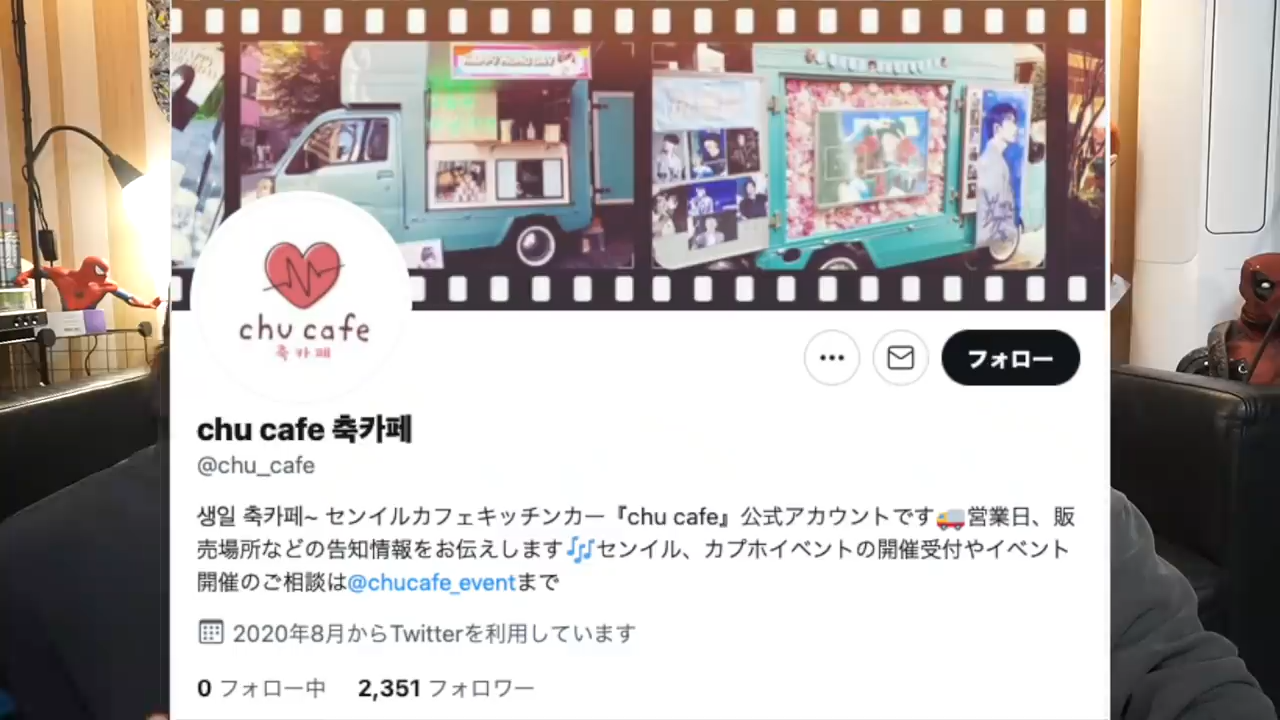 HAPPY MOMO DAY
chu cafe
축카페
フォロー
chu cafe 축카페
@chu_cafe
생일 축카페~ センイルカフェキッチンカー『chu cafe』公式アカウントです🚚営業日、販
売場所などの告知情報をお伝えします🎶センイル、カプホイベントの開催受付やイベント
開催のご相談は@chucafe_eventまで
2020年8月からTwitterを利用しています
0 フォロー中 2,351 フォロワー